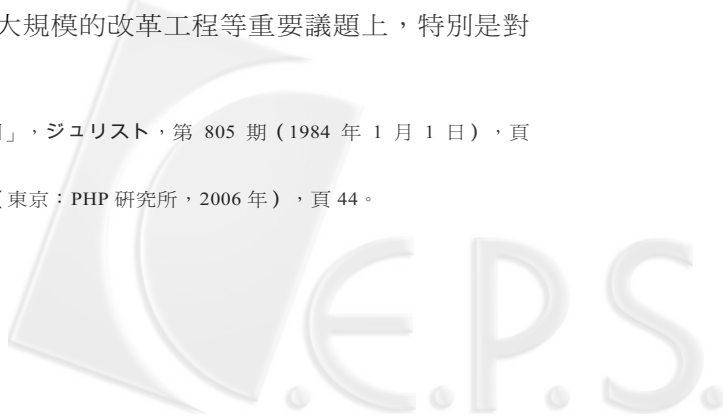 大規模的改革工程等重要議題上，特別是對
」，ジュリスト，第 805 期（1984 年 1 月 1 日），頁
（東京：PHP 研究所，2006 年），頁 44。
C.E.P.S.